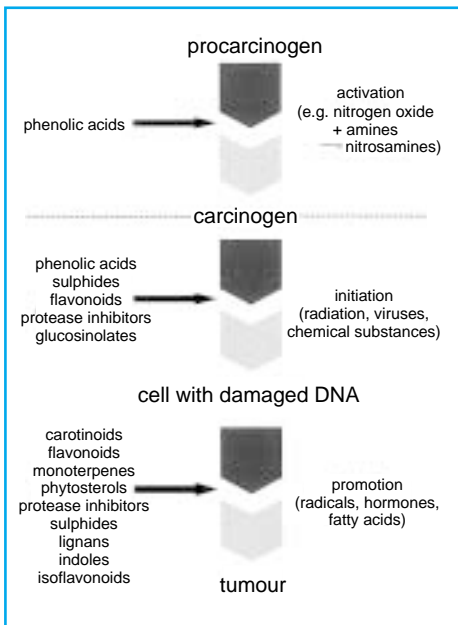 procarcinogen
phenolic acids
activation
(e.g. nitrogen oxide
+ amines
nitrosamines)
carcinogen
phenolic acids
sulphides
flavonoids
protease inhibitors
glucosinolates
initiation
(radiation, viruses,
chemical substances)
cell with damaged DNA
carotinoids
flavonoids
monoterpenes
phytosterols
protease inhibitors
sulphides
lignans
indoles
isoflavonoids
promotion
(radicals, hormones,
fatty acids)
tumour